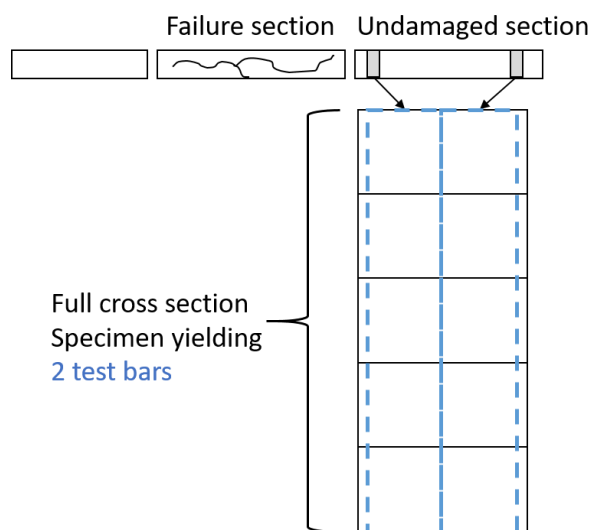 Failure section
Undamaged section
Full cross section
Specimen yielding
2 test bars